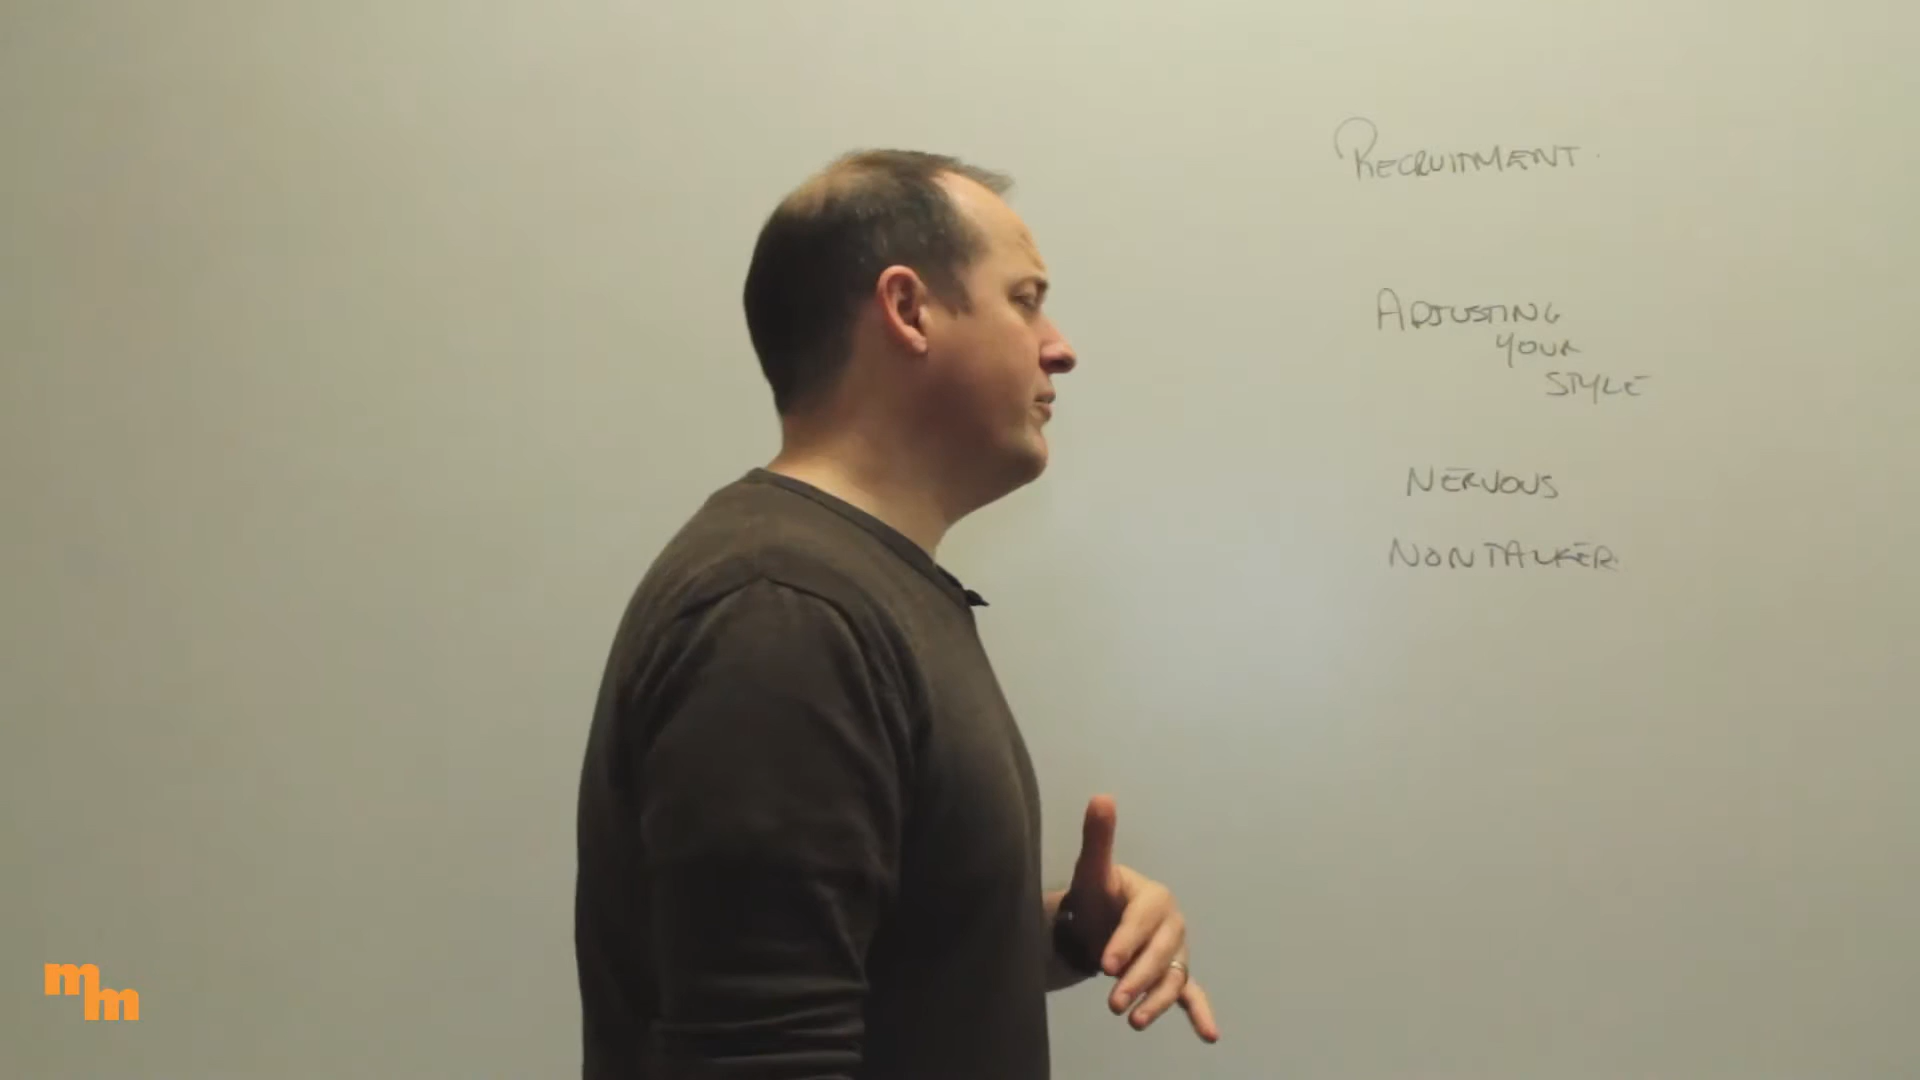 RECRUITMENT.
ADJUSTING
YOUR
STYLE
NERVOUS
NONTALKER.
mm